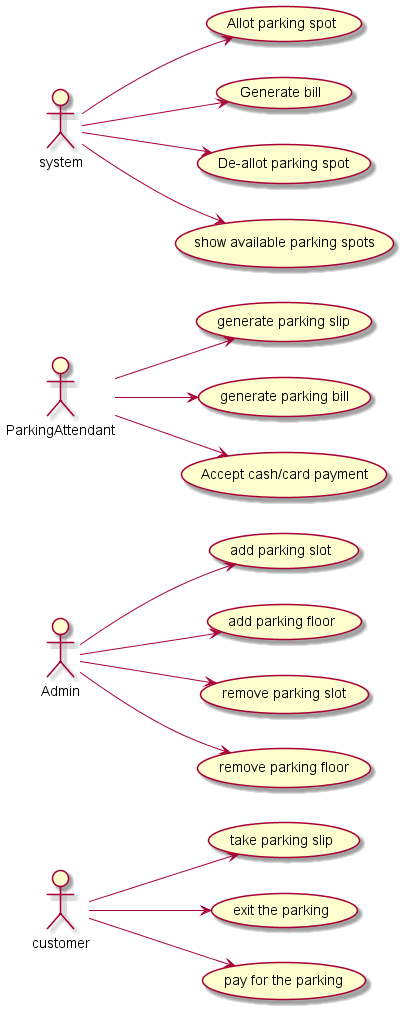 Allot parking spot
Generate bill
system
De-allot parking spot
show available parking spots
generate parking slip
generate parking bill
ParkingAttendant
Accept cash/card payment
add parking slot
add parking floor
Admin
remove parking slot
remove parking floor
take parking slip
exit the parking
customer
pay for the parking